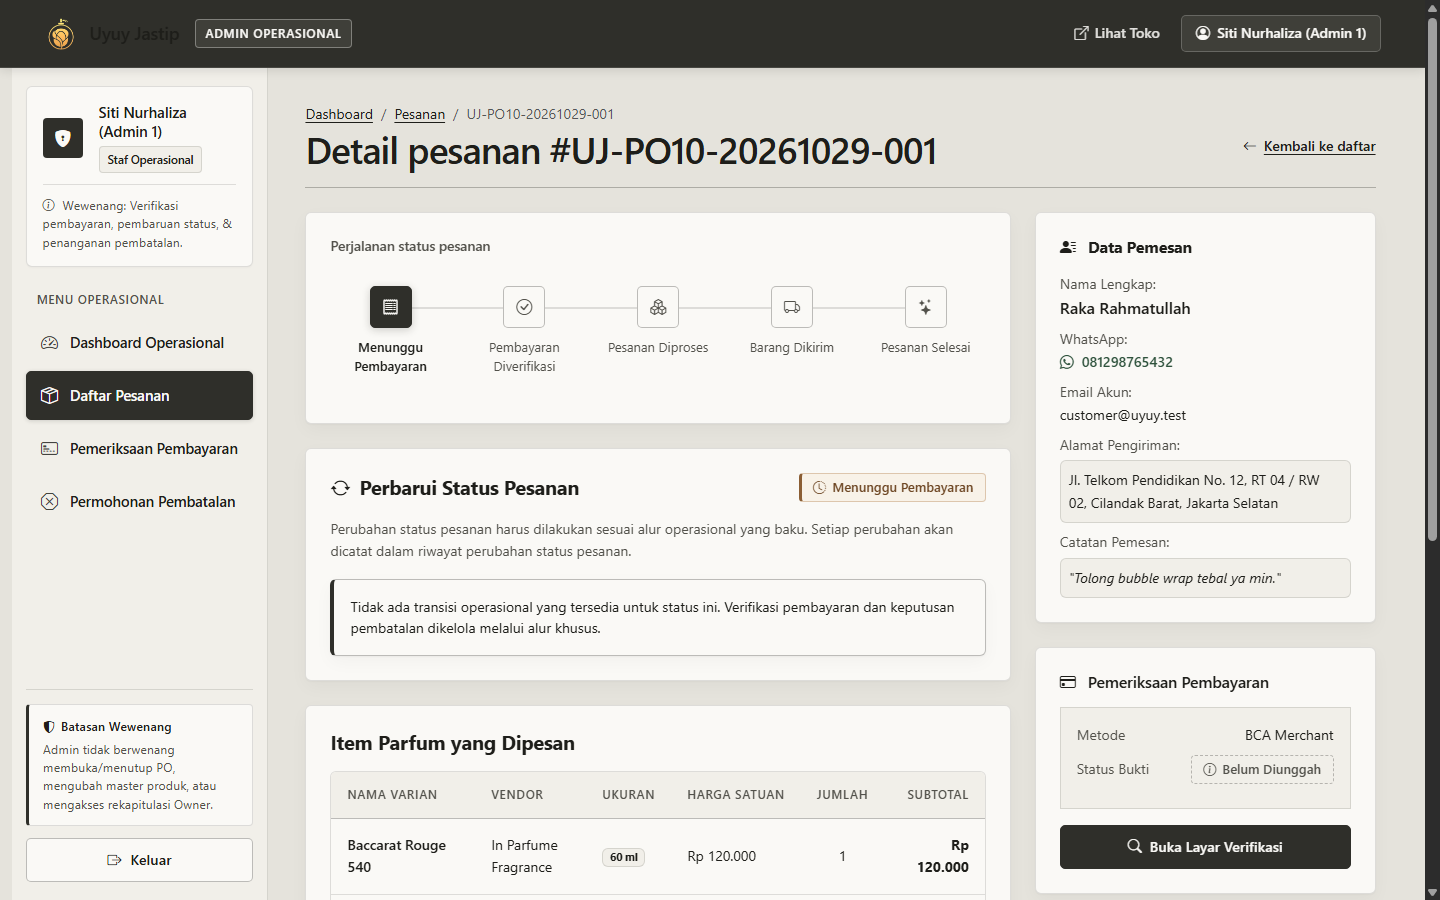 Uyuy Jastip
ADMIN OPERASIONAL
Lihat Toko
Siti Nurhaliza (Admin 1)
Siti Nurhaliza
(Admin 1)
Staf Operasional
Wewenang: Verifikasi
pembayaran, pembaruan status, &
penanganan pembatalan.
MENU OPERASIONAL
Dashboard Operasional
Daftar Pesanan
Pemeriksaan Pembayaran
Permohonan Pembatalan
Batasan Wewenang
Admin tidak berwenang
membuka/menutup PO,
mengubah master produk, atau
mengakses rekapitulasi Owner.
Keluar
Dashboard / Pesanan / UJ-PO10-20261029-001
Detail pesanan #UJ-PO10-20261029-001
Kembali ke daftar
Perjalanan status pesanan
Menunggu
Pembayaran
Pembayaran
Diverifikasi
Pesanan Diproses
Barang Dikirim
Pesanan Selesai
Perbarui Status Pesanan
Menunggu Pembayaran
Perubahan status pesanan harus dilakukan sesuai alur operasional yang baku. Setiap perubahan akan
dicatat dalam riwayat perubahan status pesanan.
Tidak ada transisi operasional yang tersedia untuk status ini. Verifikasi pembayaran dan keputusan
pembatalan dikelola melalui alur khusus.
Item Parfum yang Dipesan
NAMA VARIAN VENDOR UKURAN HARGA SATUAN JUMLAH SUBTOTAL
Baccarat Rouge
540
In Parfume
Fragrance
60 ml
Rp 120.000
1
Rp
120.000
Data Pemesan
Nama Lengkap:
Raka Rahmatullah
WhatsApp:
081298765432
Email Akun:
customer@uyuy.test
Alamat Pengiriman:
Jl. Telkom Pendidikan No. 12, RT 04 / RW
02, Cilandak Barat, Jakarta Selatan
Catatan Pemesan:
"Tolong bubble wrap tebal ya min."
Pemeriksaan Pembayaran
Metode BCA Merchant
Status Bukti Belum Diunggah
Buka Layar Verifikasi